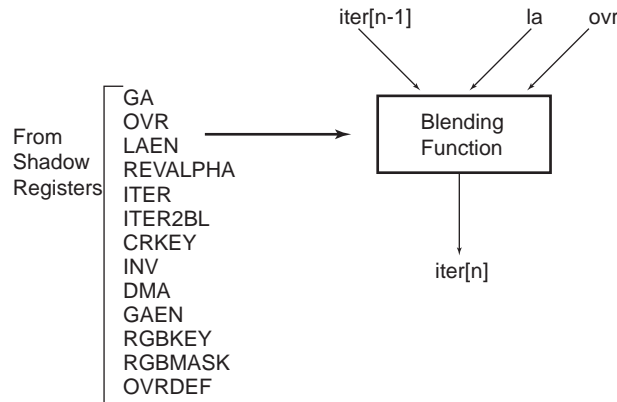 iter[n-1]
la
ovr
From
Shadow
Registers
GA
OVR
LAEN
REVALPHA
ITER
ITER2BL
CRKEY
INV
DMA
GAEN
RGBKEY
RGBMASK
OVRDEF
Blending
Function
iter[n]